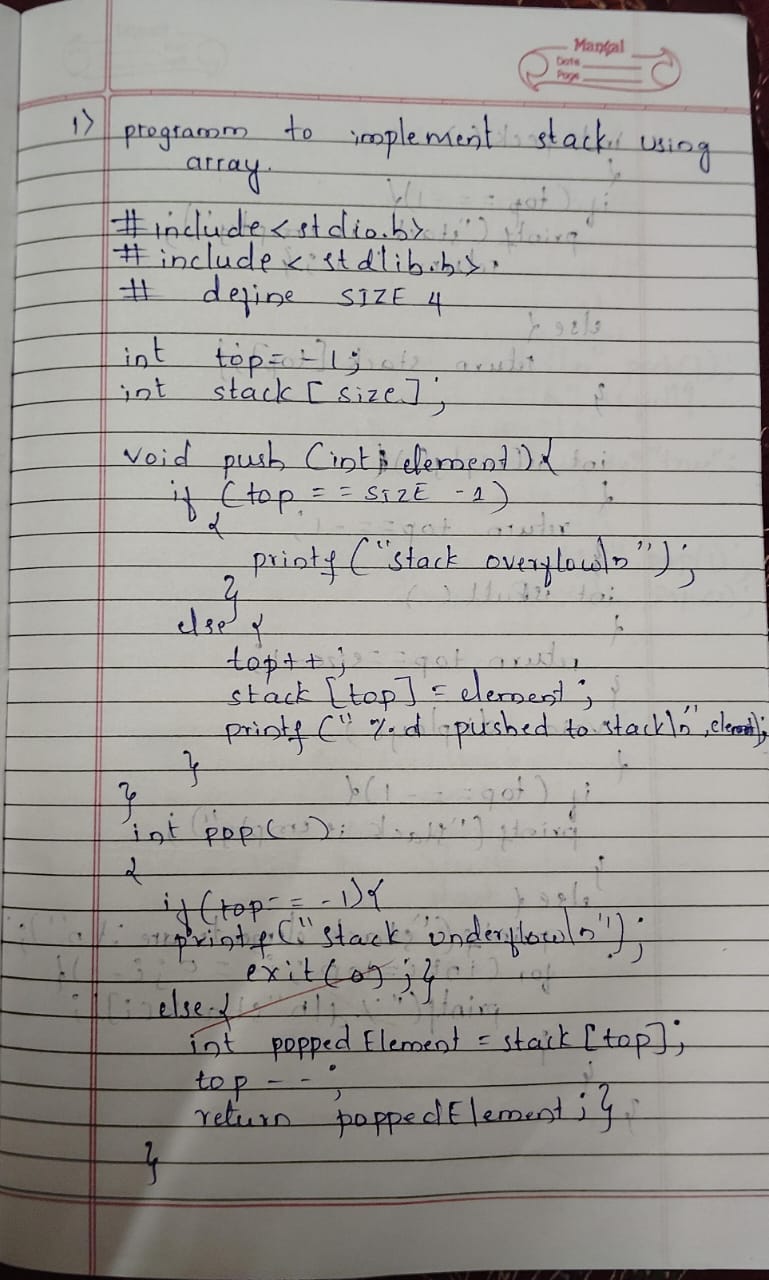 Mangal
Date
Page
1) programm to implement stack using
array.
#include<stdio.h>
#include<stdlib.h>
# define SIZE 4
int top=-1;
int stack [size];
void push (int element){
if (top == SIZE -1)
{
printf ("stack overflow\n");
}
else {
top++;
stack [top] = element;
printf (" %d pushed to stack\n", element);
}
}
int pop( )
{
if (top== -1){
printf (" stack underflow\n");
exit(0); }
else {
int poppedElement = stack [top];
top --;
return poppedElement; }
}